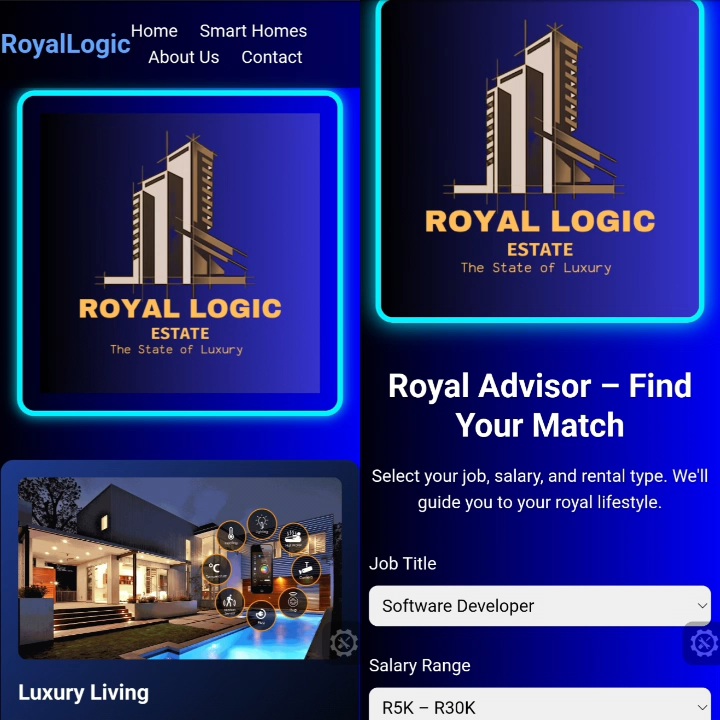 RoyalLogic
Home Smart Homes
About Us Contact
ROYAL LOGIC
ESTATE
The State of Luxury
°C
Luxury Living
ROYAL LOGIC
ESTATE
The State of Luxury
Royal Advisor – Find
Your Match
Select your job, salary, and rental type. We'll
guide you to your royal lifestyle.
Job Title
Software Developer
Salary Range
R5K – R30K